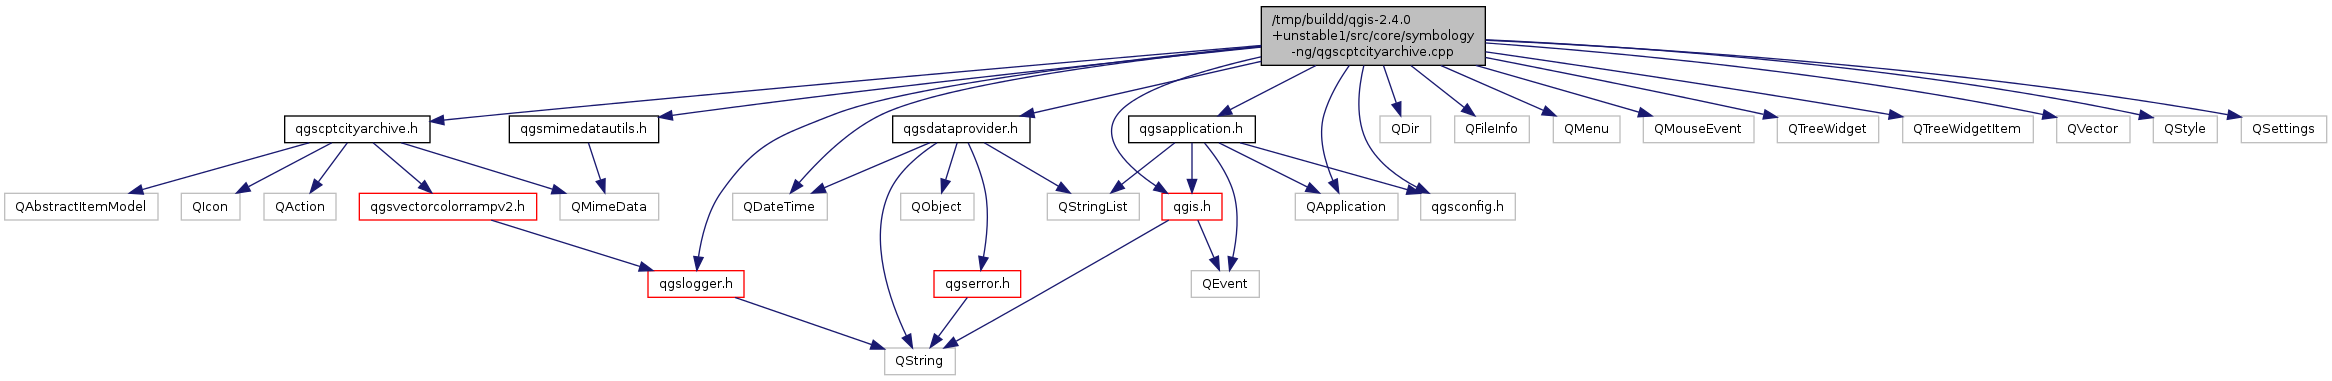 /tmp/buildd/qgis-2.4.0
+unstable1/src/core/symbology
-ng/qgscptcityarchive.cpp
qgscptcityarchive.h
qgsmimedatautils.h
qgsdataprovider.h
qgsapplication.h
QDir
QFileInfo
QMenu
QMouseEvent
QTreeWidget
QTreeWidgetItem
QVector
QStyle
QSettings
QAbstractItemModel
QIcon
QAction
qgsvectorcolorrampv2.h
QMimeData
QDateTime
QObject
QStringList
qgis.h
QApplication
qgsconfig.h
qgslogger.h
qgserror.h
QEvent
QString